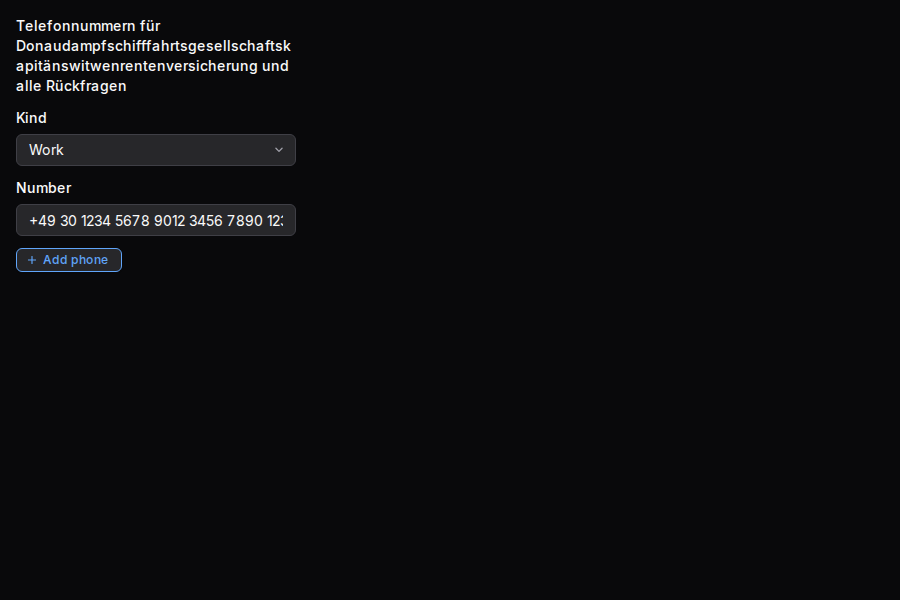 Telefonnummern für
Donaudampfschifffahrtsgesellschaftsk
apitänswitwenrentenversicherung und
alle Rückfragen
Kind
Work
Number
+49 30 1234 5678 9012 3456 7890 12
Add phone